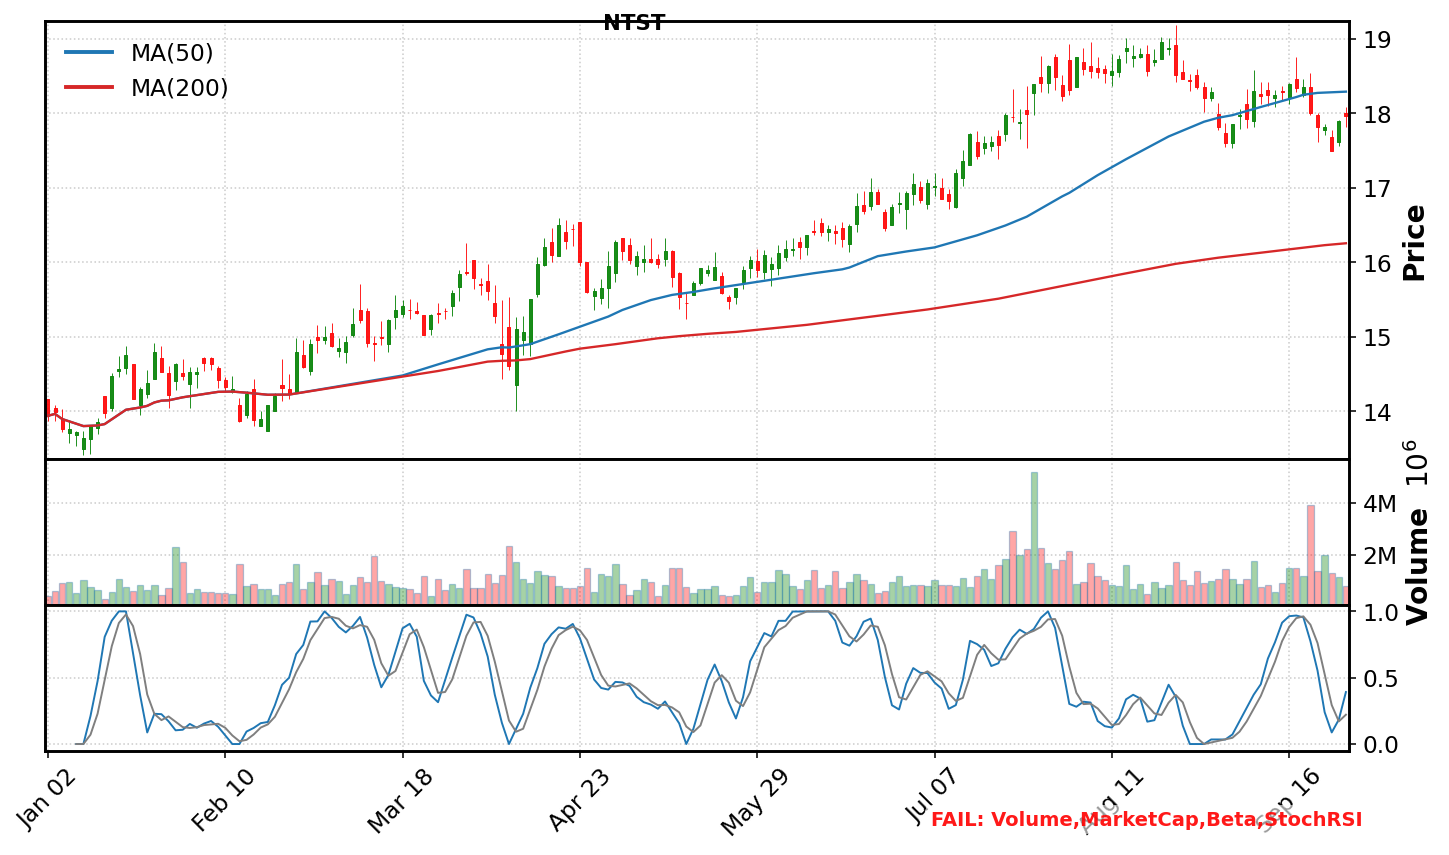 NTST
MA(50)
MA(200)
19
18
17
16
15
14
Price
4M
2M
Volume 10⁶
1.0
0.5
0.0
Jan 02
Feb 10
Mar 18
Apr 23
May 29
Jul 07
Aug 11
Sep 16
FAIL: Volume,MarketCap,Beta,StochRSI